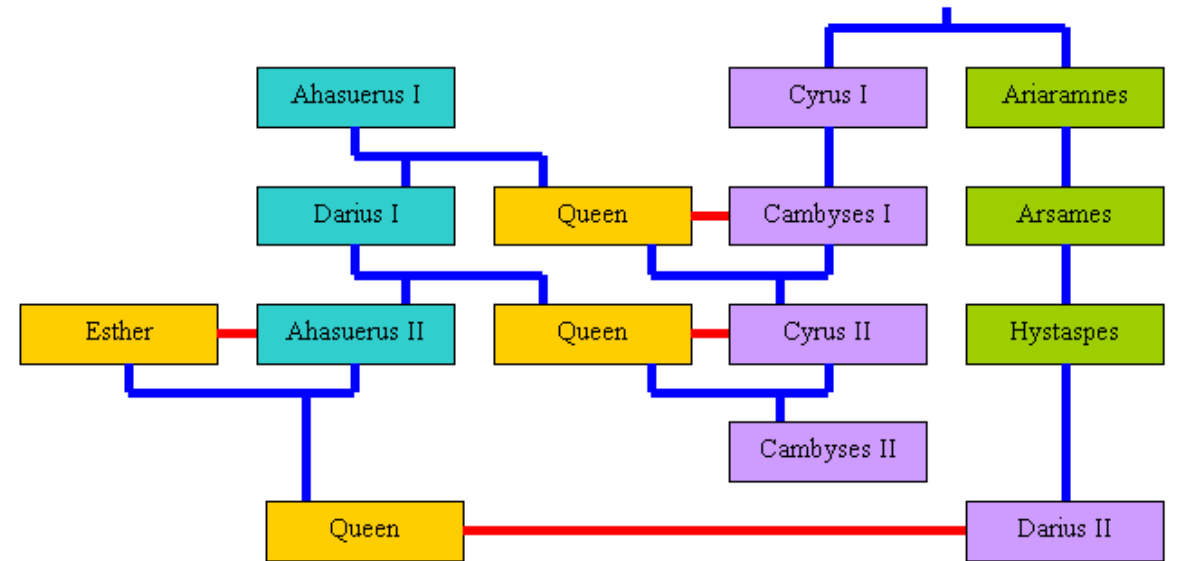 Ahasuerus I
Cyrus I
Ariaramnes
Darius I
Queen
Cambyses I
Arsames
Esther
Ahasuerus II
Queen
Cyrus II
Hystaspes
Cambyses II
Queen
Darius II